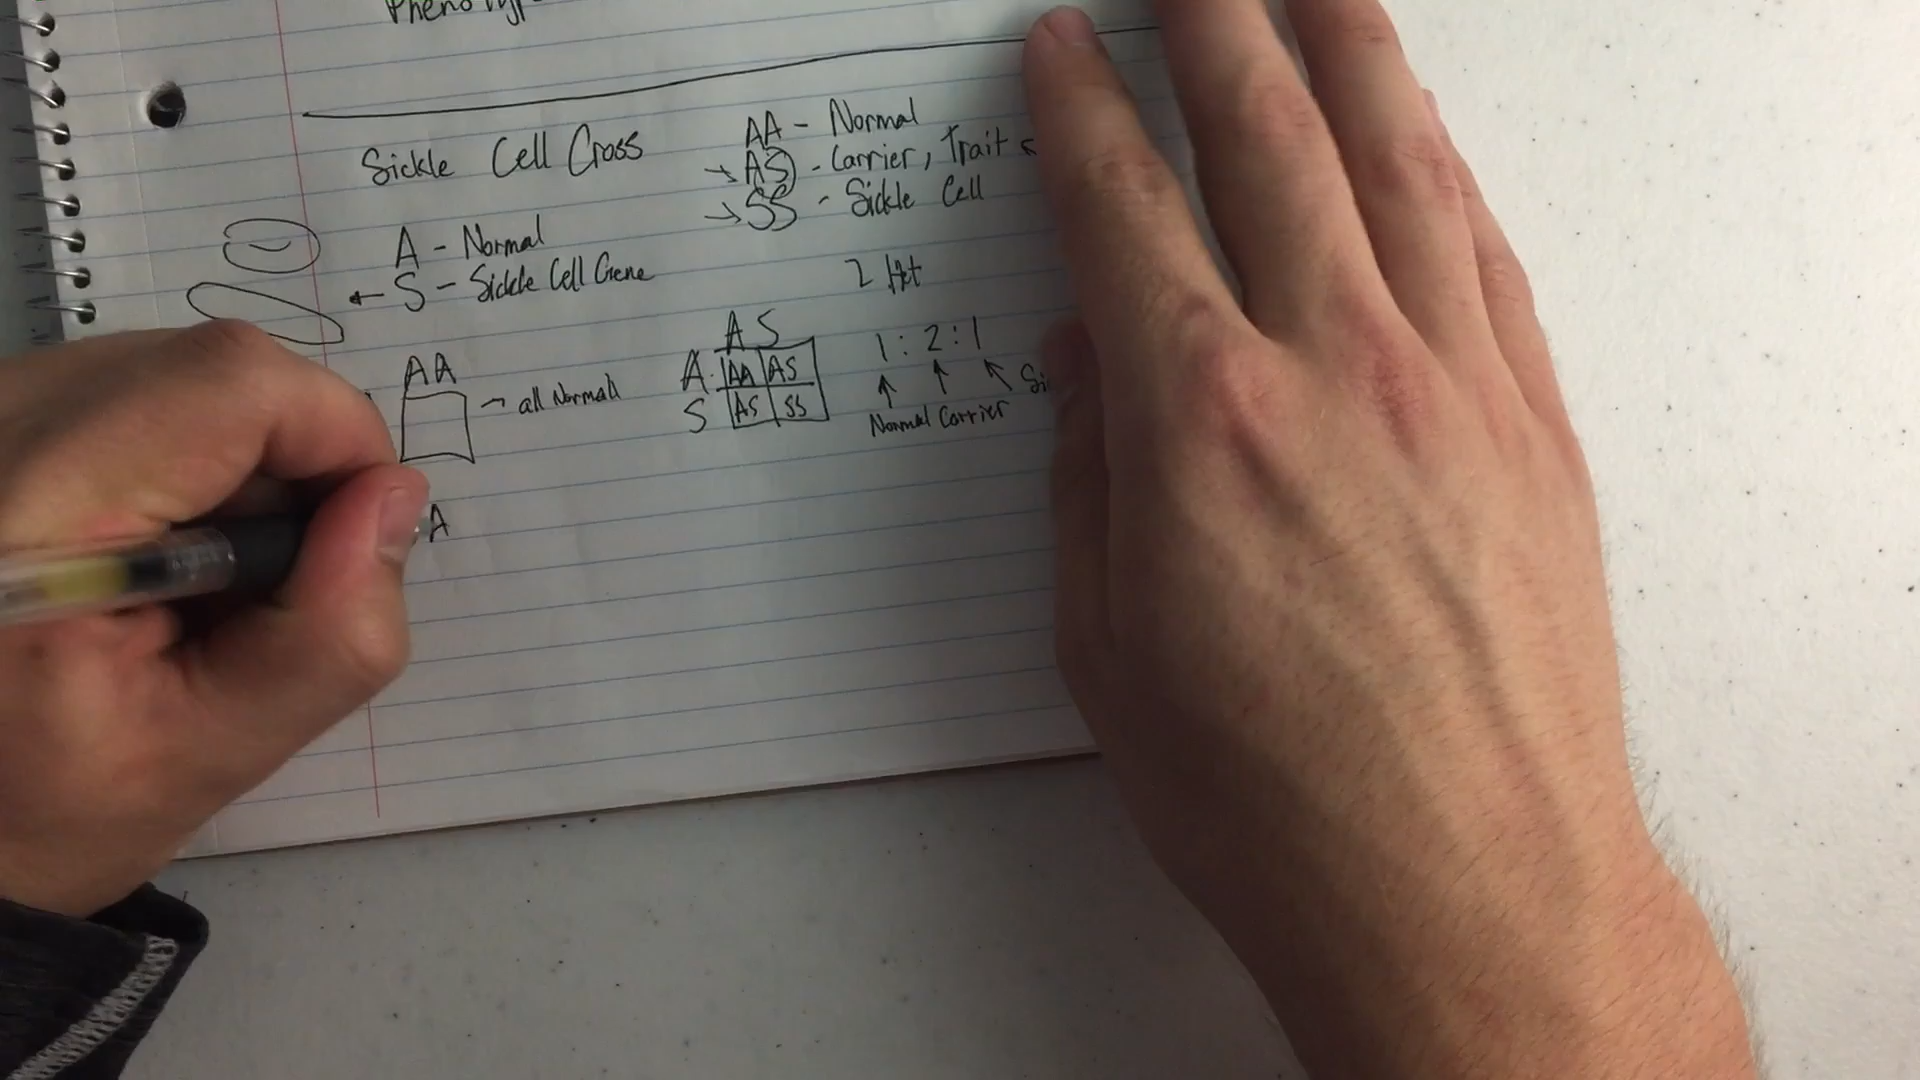 Sickle Cell Cross
AA - Normal
→ AS - Carrier, Trait
→ SS - Sickle Cell
A - Normal
← S - Sickle Cell Gene
2 Het
AA
- all Normal
A S
A AA AS
S AS SS
1 : 2 : 1
Normal Carrier
A